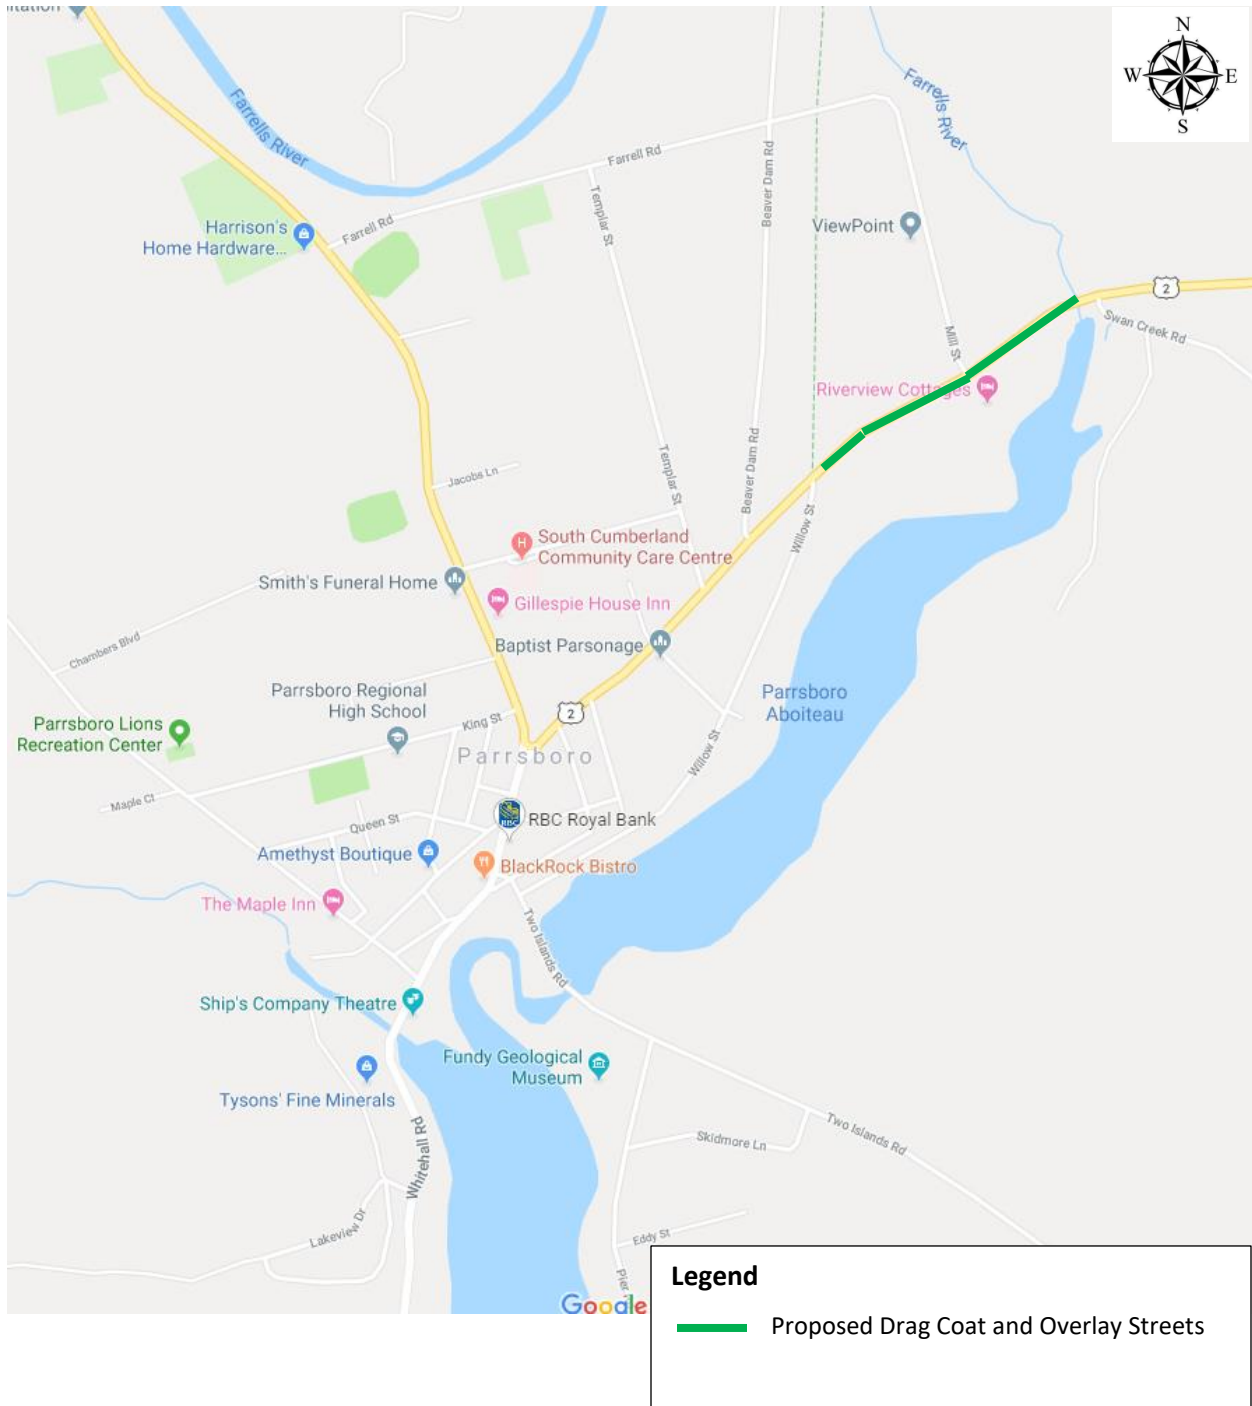 N
W
E
S
Farrells River
Farrells
River
Farrell Rd
Beaver Dam Rd
Templar St
ViewPoint
Harrison's
Home Hardware...
Farrell Rd
2
Swan Creek Rd
Mill St
Riverview Cottages
Beaver Dam Rd
Templar St
Jacobs Ln
Willow St
South Cumberland
Community Care Centre
H
Smith's Funeral Home
Gillespie House Inn
Baptist Parsonage
Chambers Blvd
Parrsboro
Aboiteau
Parrsboro Regional
High School
2
King St
Parrsboro Lions
Recreation Center
Parrsboro
Willow St
Maple Ct
RBC
RBC Royal Bank
Queen St
Amethyst Boutique
BlackRock Bistro
The Maple Inn
Two Islands Rd
Ship's Company Theatre
Fundy Geological
Museum
Tysons' Fine Minerals
Whitehall Rd
Skidmore Ln
Two Islands Rd
Lakeview Dr
Eddy St
Pier
Google
Legend
Proposed Drag Coat and Overlay Streets